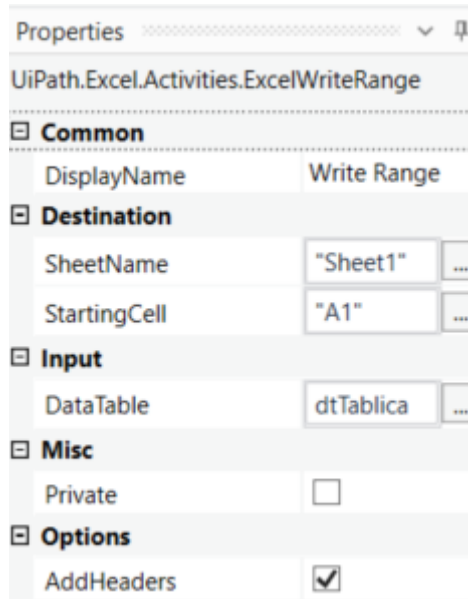 Properties
UiPath.Excel.Activities.ExcelWriteRange
Common
DisplayName Write Range
Destination
SheetName "Sheet1" ...
StartingCell "A1" ...
Input
DataTable dtTablica ...
Misc
Private
Options
AddHeaders